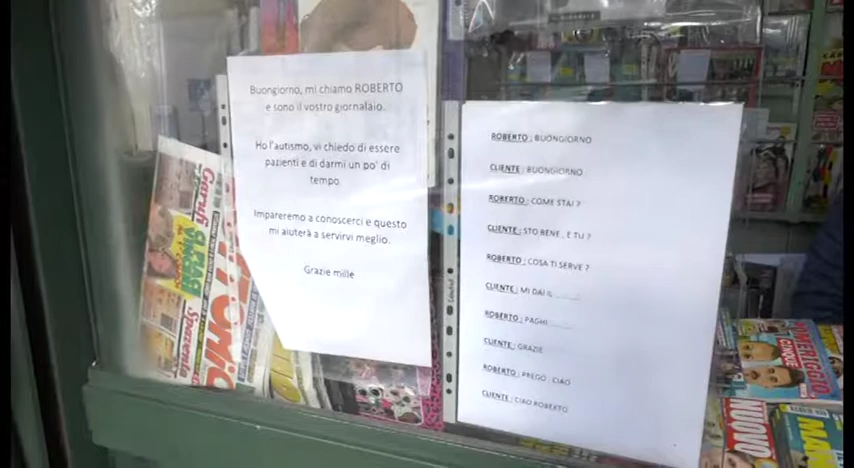 Buongiorno, mi chiamo ROBERTO
e sono il vostro giornalaio.
Ho l'autismo, vi chiedo di essere
pazienti e di darmi un po' di
tempo.
Impareremo a conoscerci e questo
mi aiuterà a servirvi meglio.
Grazie mille
ROBERTO : BUONGIORNO
CLIENTE : BUONGIORNO
ROBERTO : COME STAI ?
CLIENTE : STO BENE, E TU ?
ROBERTO : COSA TI SERVE ?
CLIENTE : MI DAI IL ........
ROBERTO : PAGHI ........
CLIENTE : GRAZIE
ROBERTO : PREGO, CIAO
CLIENTE : CIAO ROBERTO
NUOVO
CINQUE